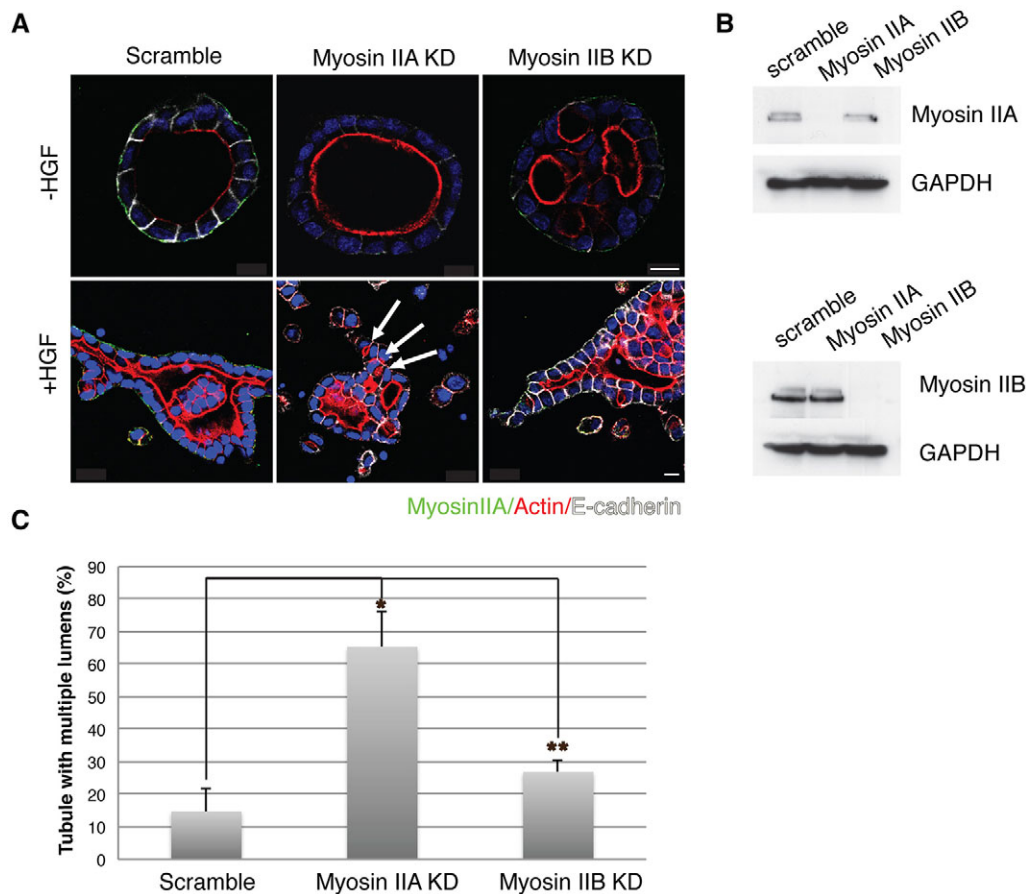 A
Scramble
Myosin IIA KD
Myosin IIB KD
-HGF
+HGF
MyosinIIA/Actin/E-cadherin
B
scramble
Myosin IIA
Myosin IIB
Myosin IIA
GAPDH
scramble
Myosin IIA
Myosin IIB
Myosin IIB
GAPDH
C
Tubule with multiple lumens (%)
90
80
70
60
50
40
30
20
10
0
*
**
Scramble
Myosin IIA KD
Myosin IIB KD